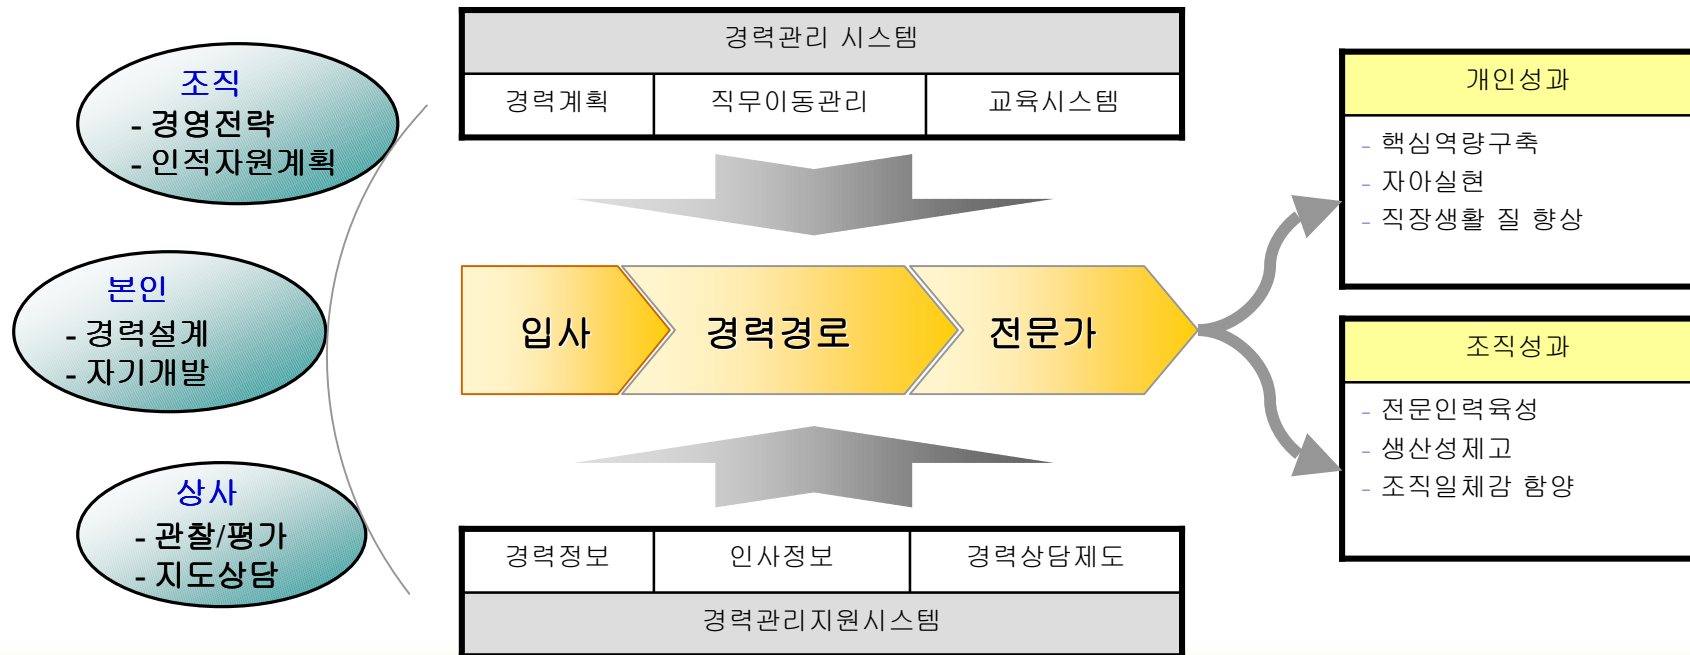 조직
- 경영전략
- 인적자원계획
본인
- 경력설계
- 자기개발
상사
- 관찰/평가
- 지도상담
경력관리 시스템
경력계획 직무이동관리 교육시스템
입사 경력경로 전문가
경력정보 인사정보 경력상담제도
경력관리지원시스템
개인성과
- 핵심역량구축
- 자아실현
- 직장생활 질 향상
조직성과
- 전문인력육성
- 생산성제고
- 조직일체감 함양